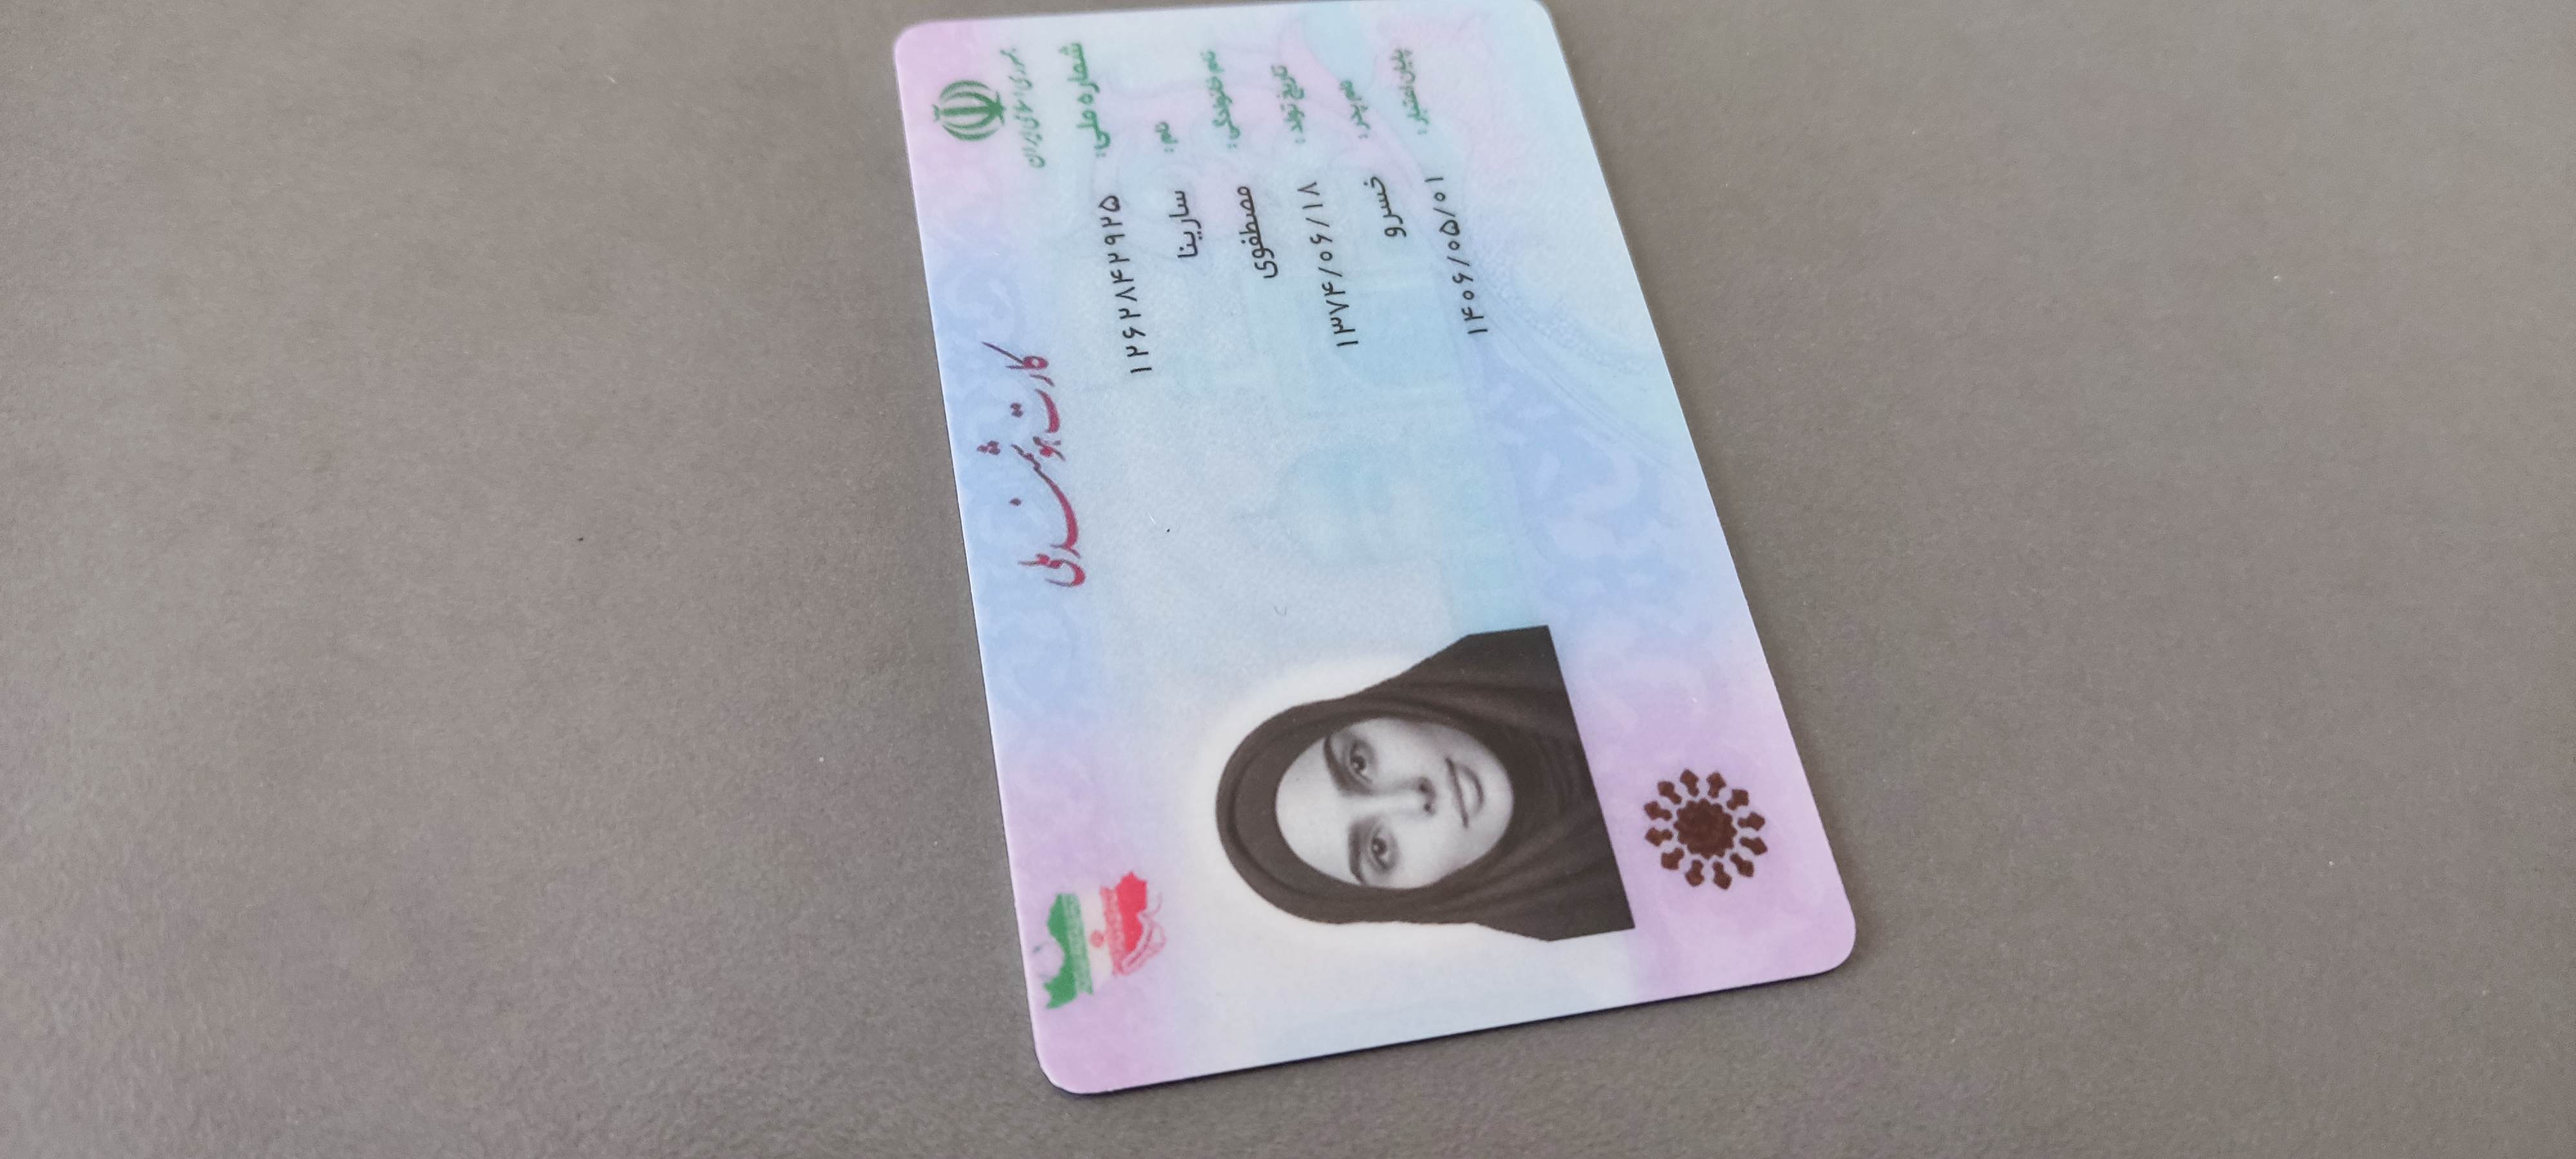 جمهوری اسلامی ایران
کارت هوشمند ملی
شماره ملی: ۱۲۶۲۸۴۲۹۲۵
نام: سارینا
نام خانوادگی: مصطفوی
تاریخ تولد: ۱۳۷۴/۰۶/۱۸
نام پدر: خسرو
پایان اعتبار: ۱۴۰۶/۰۵/۰۱